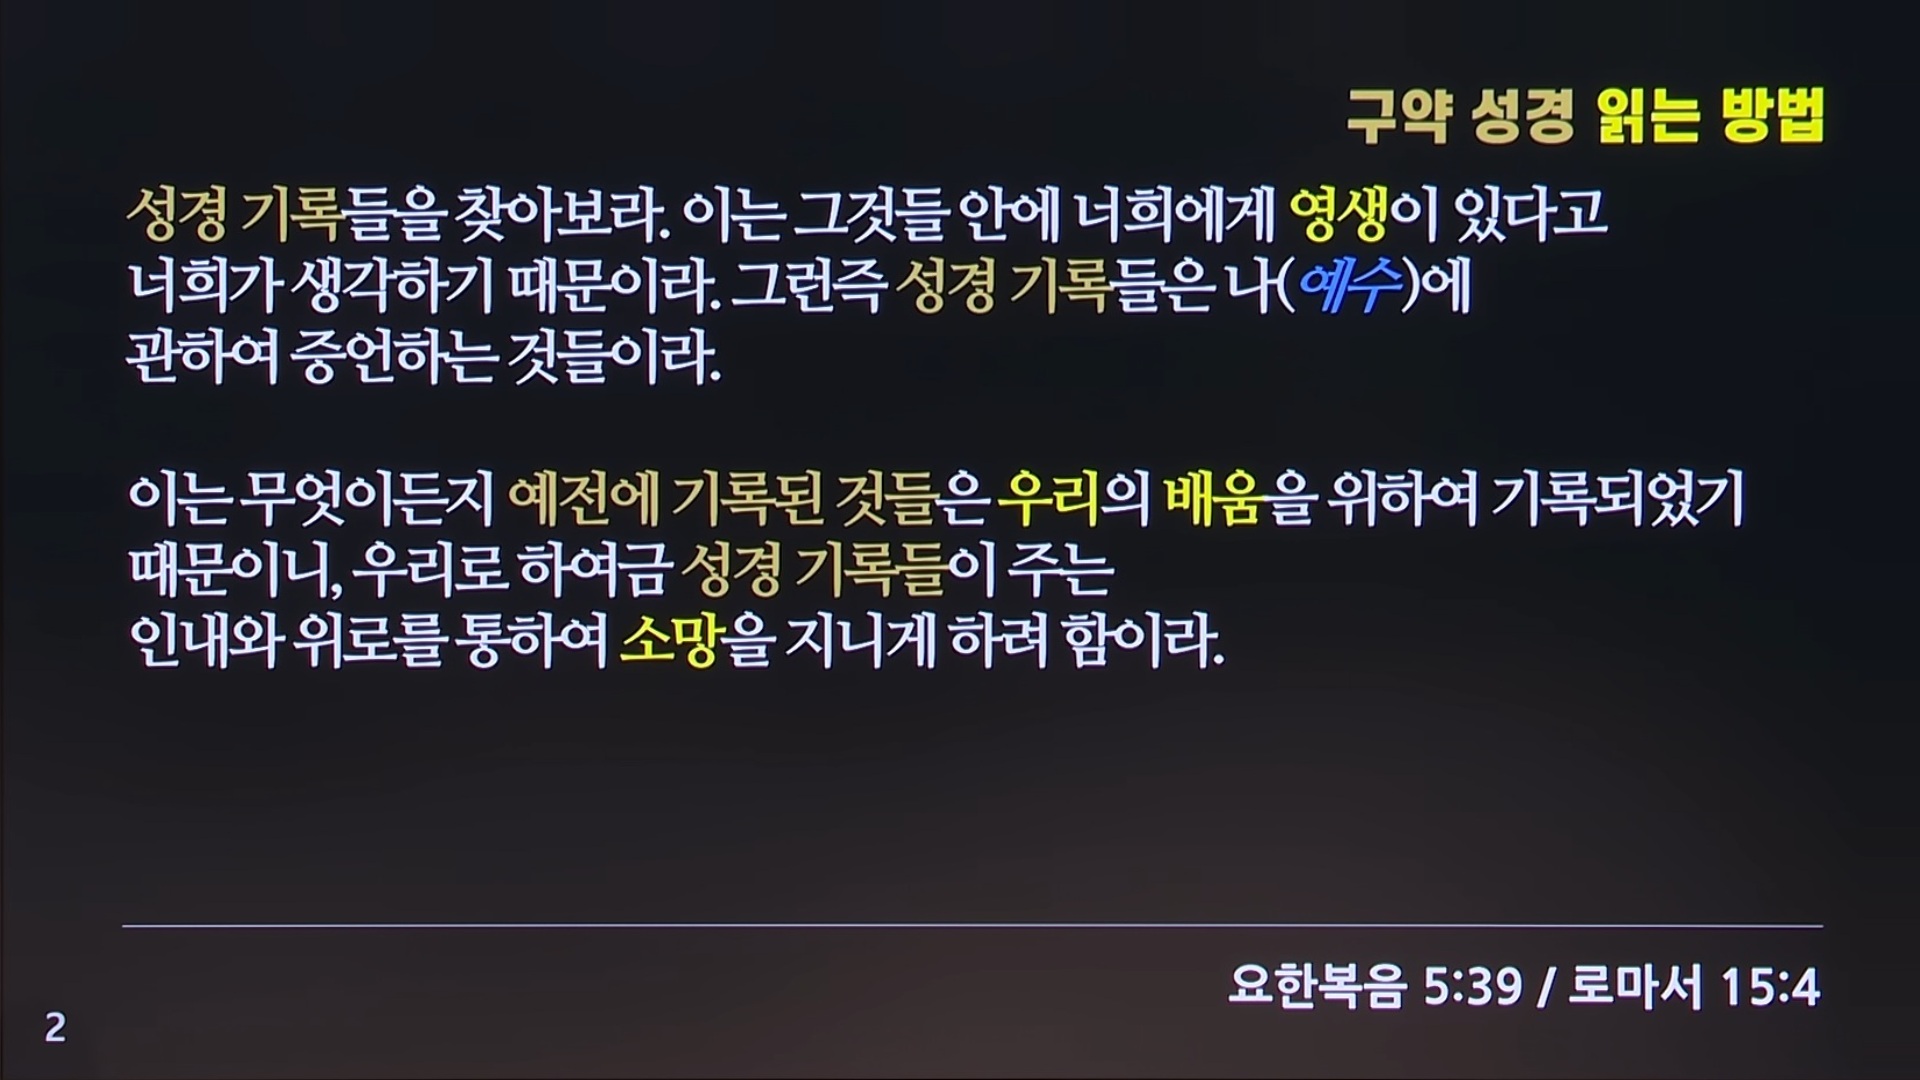 구약 성경 읽는 방법
성경 기록들을 찾아보라. 이는 그것들 안에 너희에게 영생이 있다고
너희가 생각하기 때문이라. 그런즉 성경 기록들은 나(예수)에
관하여 증언하는 것들이라.
이는 무엇이든지 예전에 기록된 것들은 우리의 배움을 위하여 기록되었기
때문이니, 우리로 하여금 성경 기록들이 주는
인내와 위로를 통하여 소망을 지니게 하려 함이라.
요한복음 5:39 / 로마서 15:4
2